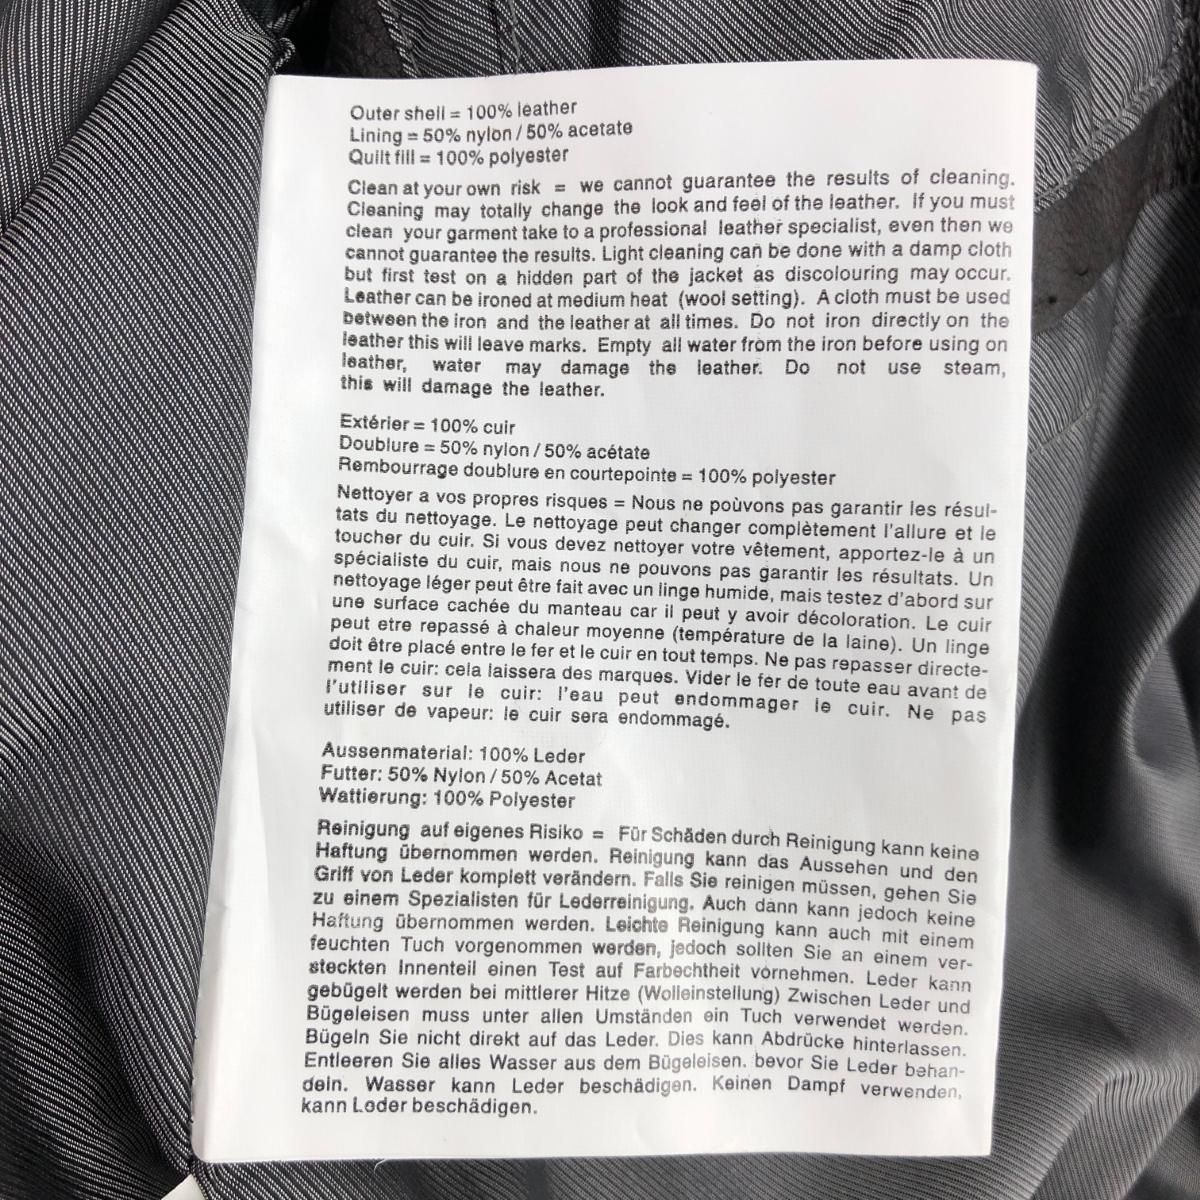 Outer shell = 100% leather
Lining = 50% nylon / 50% acetate
Quilt fill = 100% polyester
Clean at your own risk = we cannot guarantee the results of cleaning.
Cleaning may totally change the look and feel of the leather. If you must
clean your garment take to a professional leather specialist, even then we
cannot guarantee the results. Light cleaning can be done with a damp cloth
but first test on a hidden part of the jacket as discolouring may occur.
Leather can be ironed at medium heat (wool setting). A cloth must be used
between the iron and the leather at all times. Do not iron directly on the
leather this will leave marks. Empty all water from the iron before using on
leather, water may damage the leather. Do not use steam,
this will damage the leather.
Extérier = 100% cuir
Doublure = 50% nylon / 50% acétate
Rembourrage doublure en courtepointe = 100% polyester
Nettoyer a vos propres risques = Nous ne poùvons pas garantir les résul-
tats du nettoyage. Le nettoyage peut changer complètement l'allure et le
toucher du cuir. Si vous devez nettoyer votre vêtement, apportez-le à un
spécialiste du cuir, mais nous ne pouvons pas garantir les résultats. Un
nettoyage léger peut être fait avec un linge humide, mais testez d'abord sur
une surface cachée du manteau car il peut y avoir décoloration. Le cuir
peut etre repassé à chaleur moyenne (température de la laine). Un linge
doit être placé entre le fer et le cuir en tout temps. Ne pas repasser directe-
ment le cuir: cela laissera des marques. Vider le fer de toute eau avant de
l'utiliser sur le cuir: l'eau peut endommager le cuir. Ne pas
utiliser de vapeur: le cuir sera endommagé.
Aussenmaterial: 100% Leder
Futter: 50% Nylon / 50% Acetat
Wattierung: 100% Polyester
Reinigung auf eigenes Risiko = Für Schäden durch Reinigung kann keine
Haftung übernommen werden. Reinigung kann das Aussehen und den
Griff von Leder komplett verändern. Falls Sie reinigen müssen, gehen Sie
zu einem Spezialisten für Lederreinigung. Auch dann kann jedoch keine
Haftung übernommen werden. Leichte Reinigung kann auch mit einem
feuchten Tuch vorgenommen werden, jedoch sollten Sie an einem ver-
steckten Innenteil einen Test auf Farbechtheit vornehmen. Leder kann
gebügelt werden bei mittlerer Hitze (Wolleinstellung) Zwischen Leder und
Bügeleisen muss unter allen Umständen ein Tuch verwendet werden.
Bügeln Sie nicht direkt auf das Leder. Dies kann Abdrücke hinterlassen.
Entleeren Sie alles Wasser aus dem Bügeleisen. bevor Sie Leder behan-
deln. Wasser kann Leder beschädigen. Keinen Dampf verwenden,
kann Leder beschädigen.